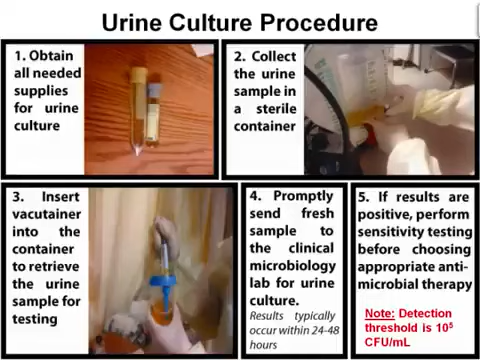 Urine Culture Procedure
1. Obtain
all needed
supplies
for urine
culture
2. Collect
the urine
sample in
a sterile
container
3. Insert
vacutainer
into the
container
to retrieve
the urine
sample for
testing
4. Promptly
send fresh
sample to
the clinical
microbiology
lab for urine
culture.
Results typically
occur within 24-48
hours
5. If results are
positive, perform
sensitivity testing
before choosing
appropriate anti-
microbial therapy
Note: Detection
threshold is 10⁵
CFU/mL